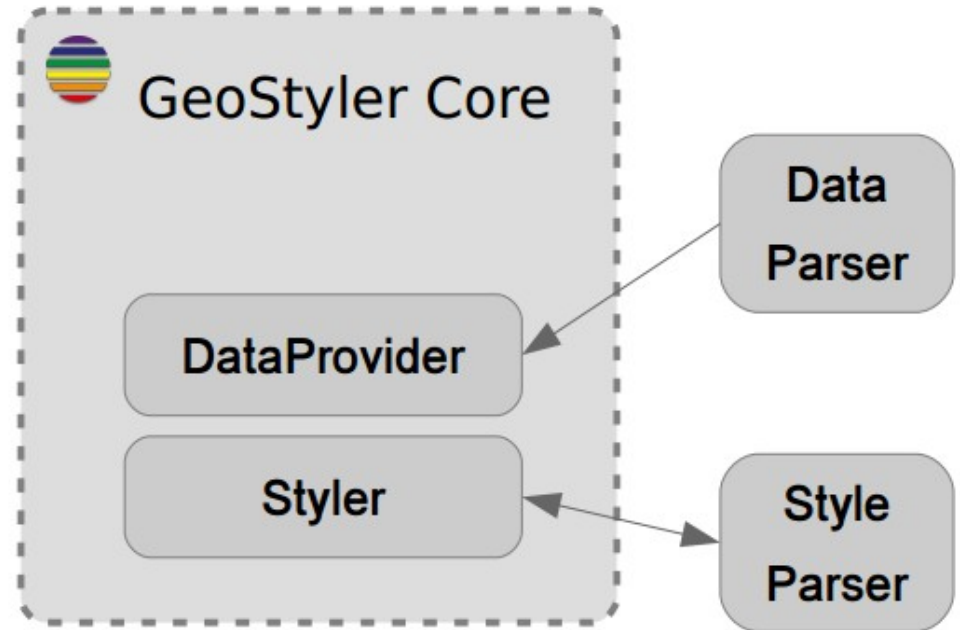 GeoStyler Core
Data
Parser
DataProvider
Styler
Style
Parser